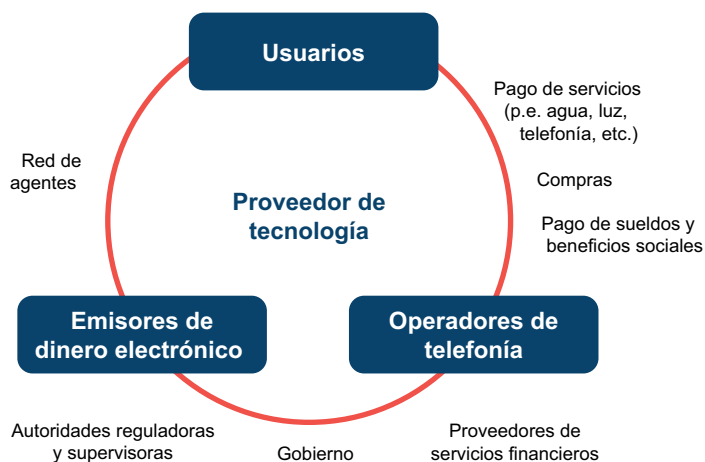 Usuarios
Pago de servicios
(p.e. agua, luz,
telefonía, etc.)
Red de
agentes
Compras
Proveedor de
tecnología
Pago de sueldos y
beneficios sociales
Emisores de
dinero electrónico
Operadores de
telefonía
Autoridades reguladoras
y supervisoras
Gobierno
Proveedores de
servicios financieros